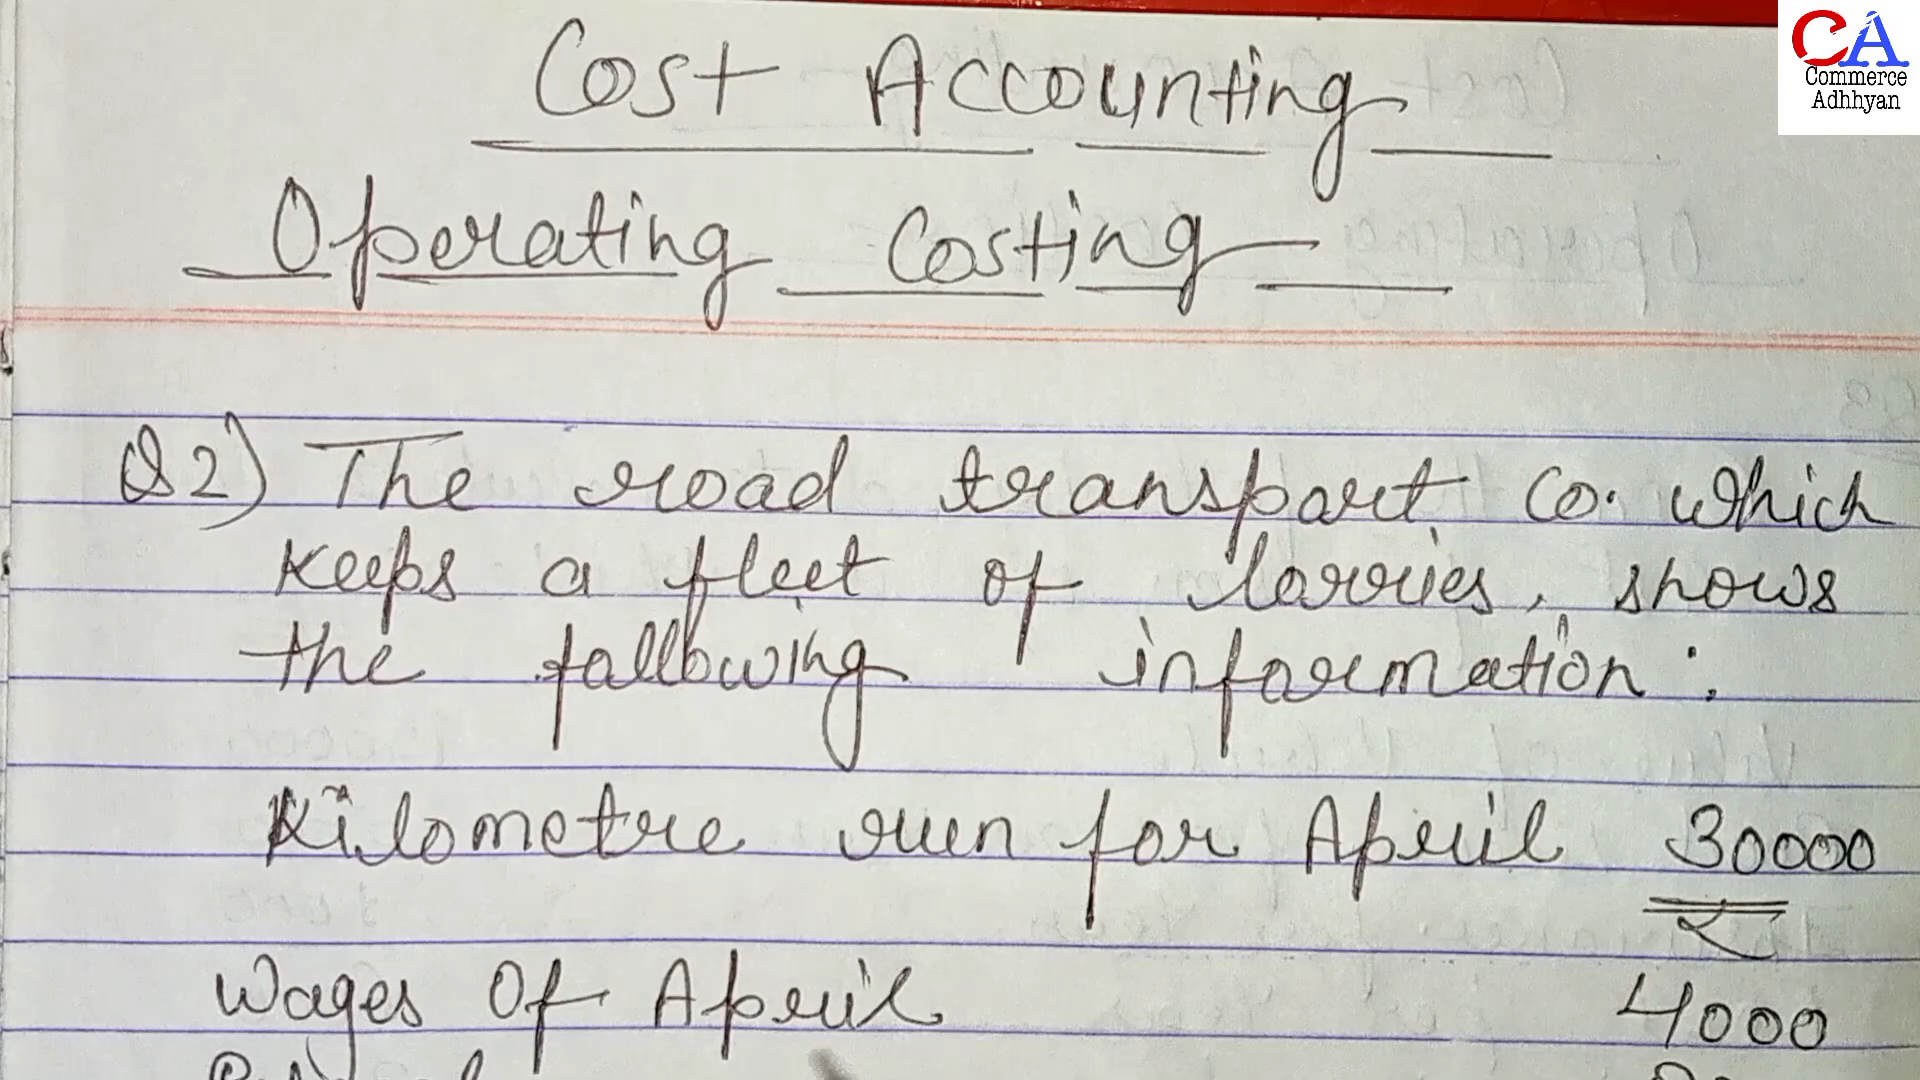 CA
Commerce
Adhhyan
Cost Accounting
Operating Costing
Q2) The road transport Co. which
keeps a fleet of lorries, shows
the following information:
Kilometre run for April 30000
₹
Wages Of April 4000